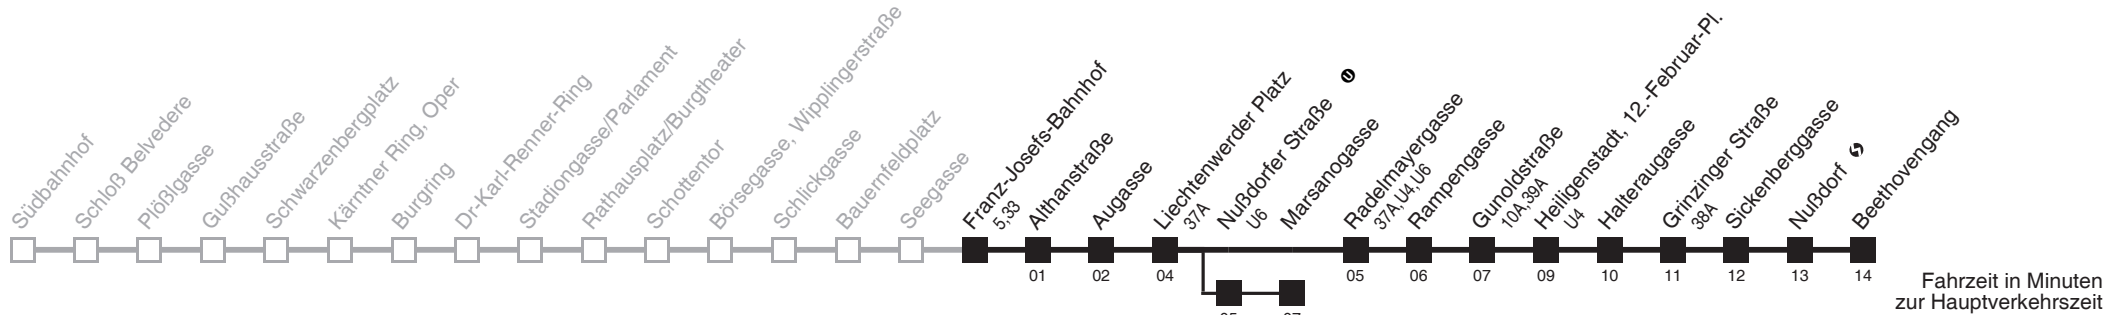 Südbahnhof
Schloß Belvedere
Plößlgasse
Gußhausstraße
Schwarzenbergplatz
Kärntner Ring, Oper
Burgring
Dr-Karl-Renner-Ring
Stadiongasse/Parlament
Rathausplatz/Burgtheater
Schottentor
Börsegasse, Wipplingerstraße
Schlickgasse
Bauernfeldplatz
Seegasse
Franz-Josefs-Bahnhof
5,33
Althanstraße
Augasse
Liechtenwerder Platz
37A
Nußdorfer Straße U
U6
Marsanogasse
Radelmayergasse
37A,U4,U6
Rampengasse
Gunoldstraße
10A,39A
Heiligenstadt, 12.-Februar-Pl.
U4
Halteraugasse
Grinzinger Straße
38A
Sickenberggasse
Nußdorf S
Beethovengang
01 02 04 05 06 07 09 10 11 12 13 14
Fahrzeit in Minuten
zur Hauptverkehrszeit